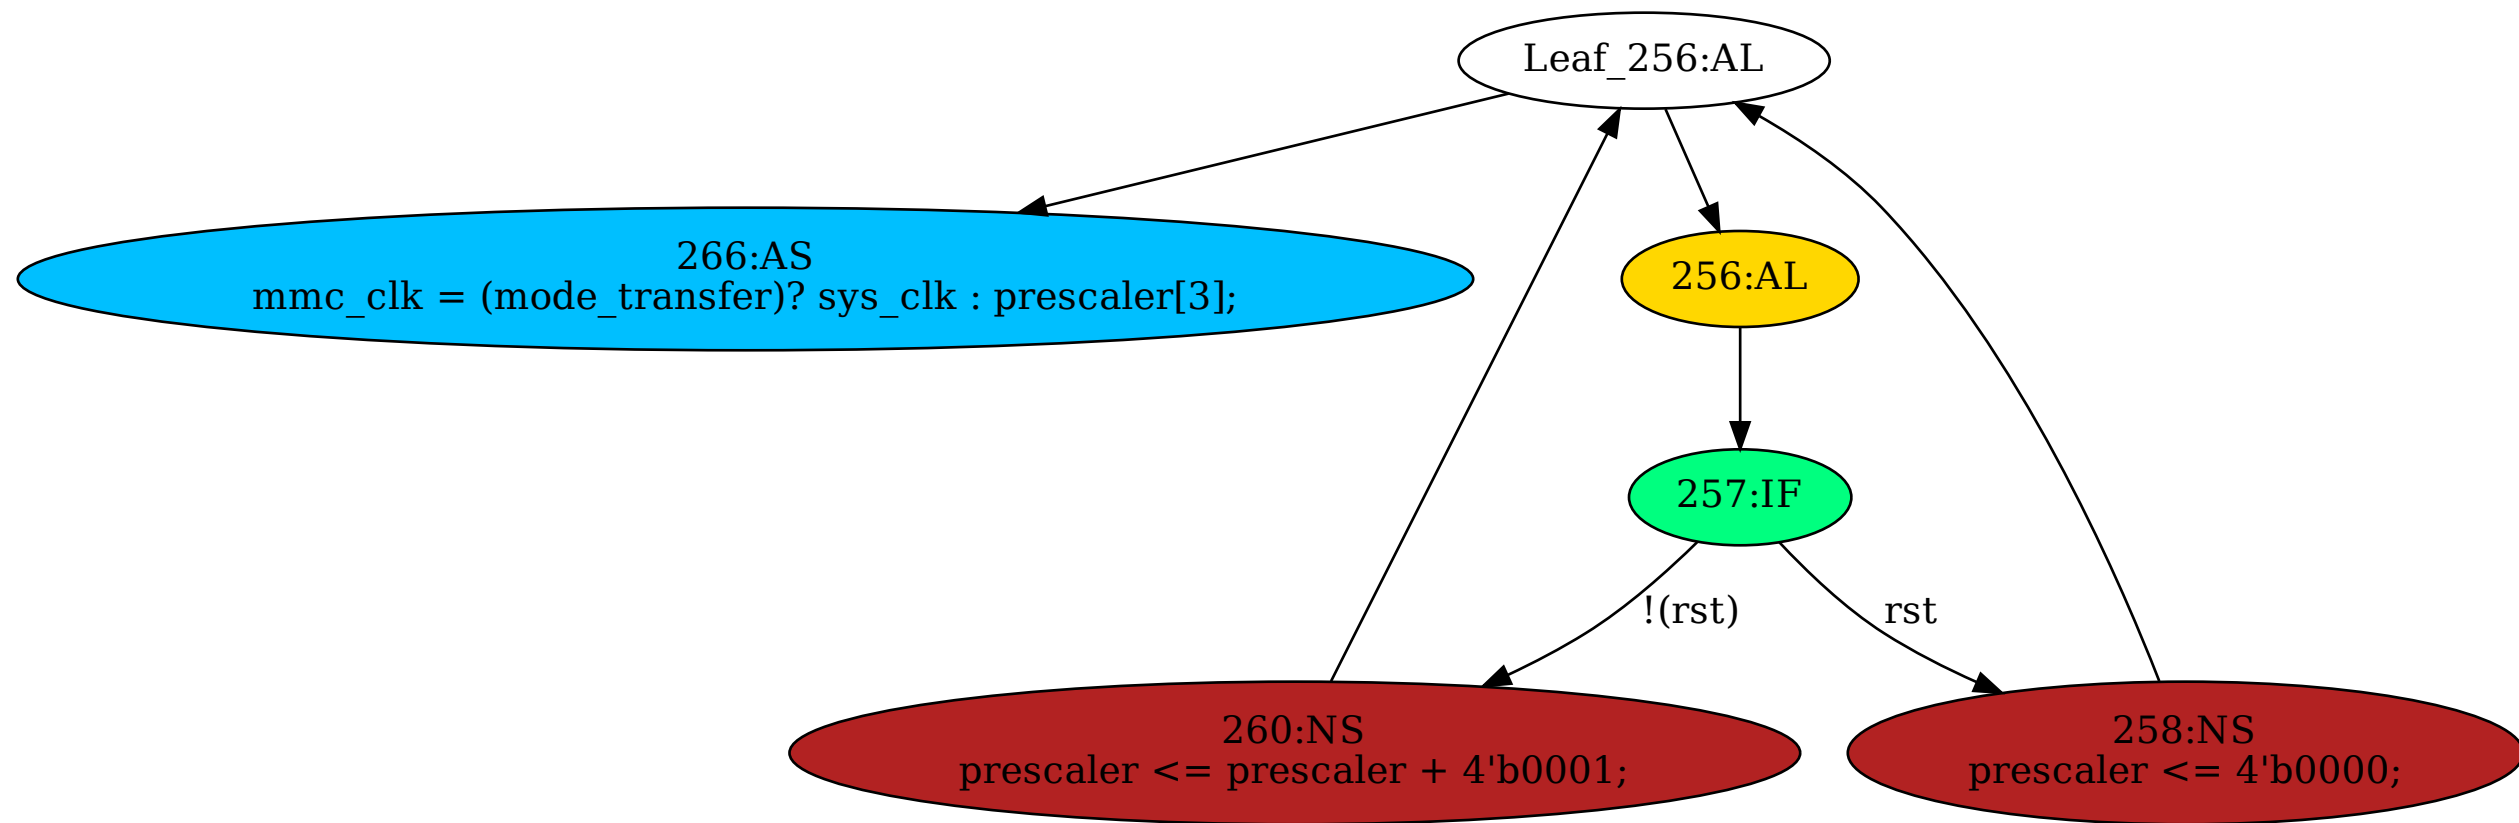 Leaf_256:AL
266:AS
mmc_clk = (mode_transfer)? sys_clk : prescaler[3];
256:AL
257:IF
!(rst)
rst
260:NS
prescaler <= prescaler + 4'b0001;
258:NS
prescaler <= 4'b0000;